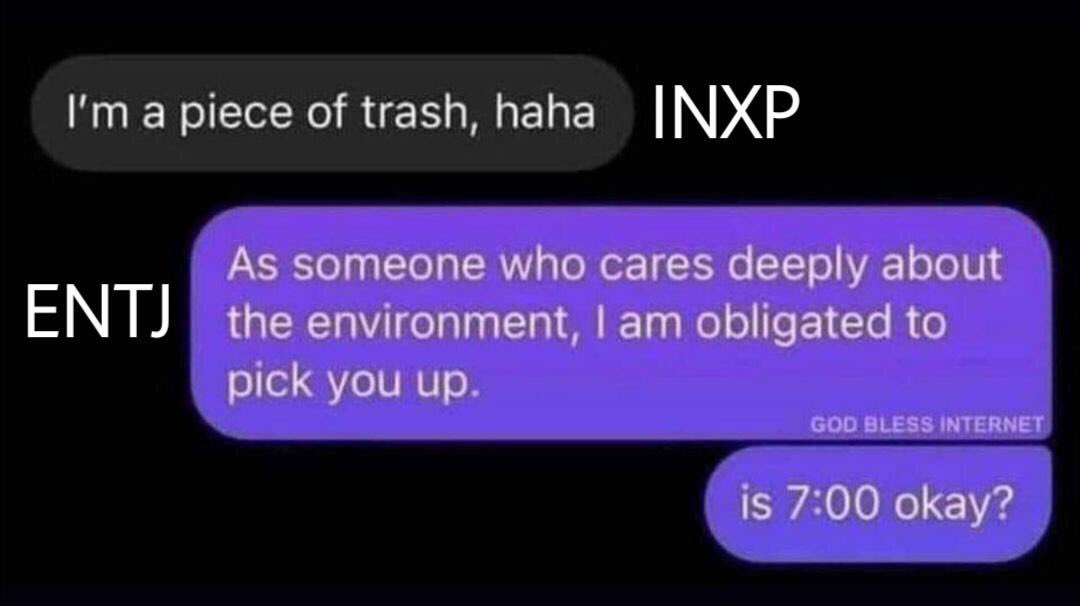 I'm a piece of trash, haha
INXP
ENTJ
As someone who cares deeply about
the environment, I am obligated to
pick you up.
GOD BLESS INTERNET
is 7:00 okay?